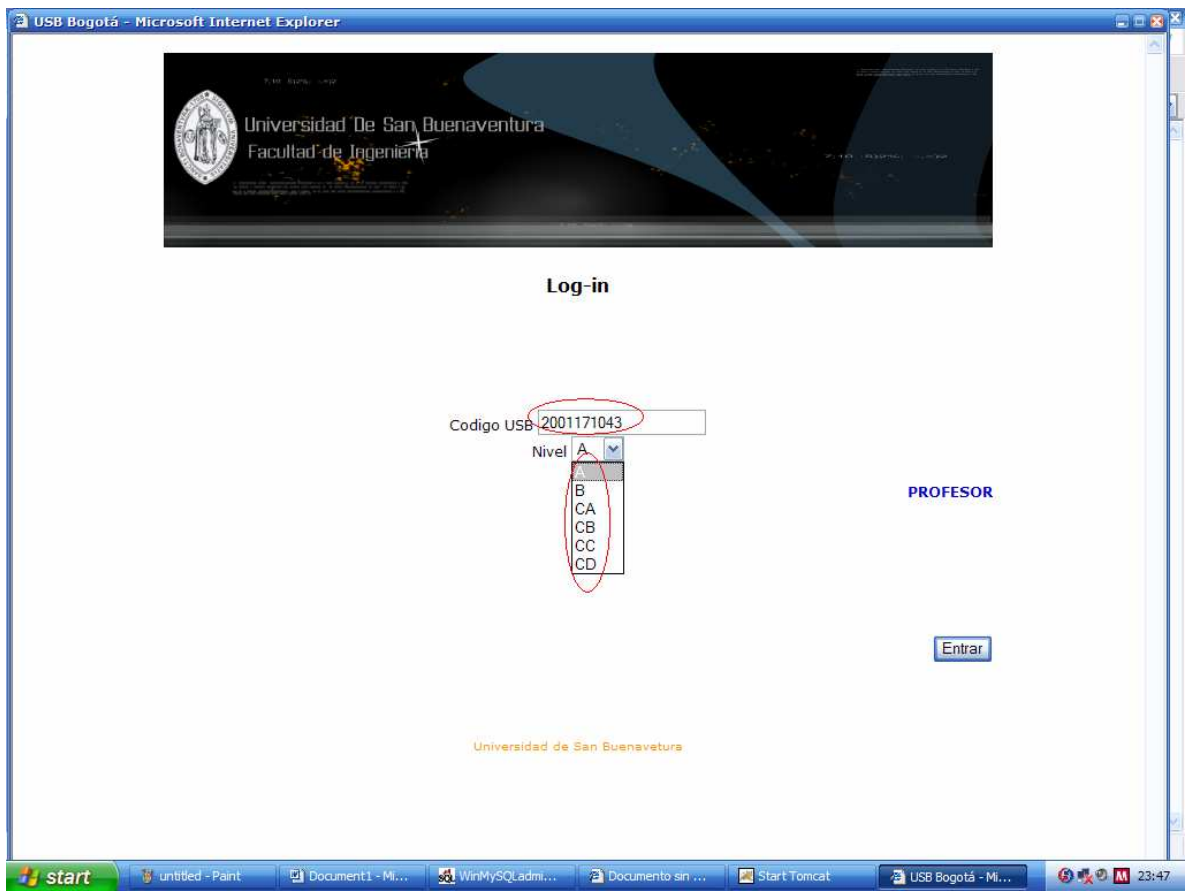 USB Bogotá - Microsoft Internet Explorer
Universidad De San Buenaventura
Facultad de Ingeniería
Log-in
Codigo USB 2001171043
Nivel A
A
B
CA
CB
CC
CD
PROFESOR
Entrar
Universidad de San Buenavetura
start untitled - Paint Document1 - Mi... WinMySQLadmi... Documento sin ... Start Tomcat USB Bogotá - Mi... 23:47